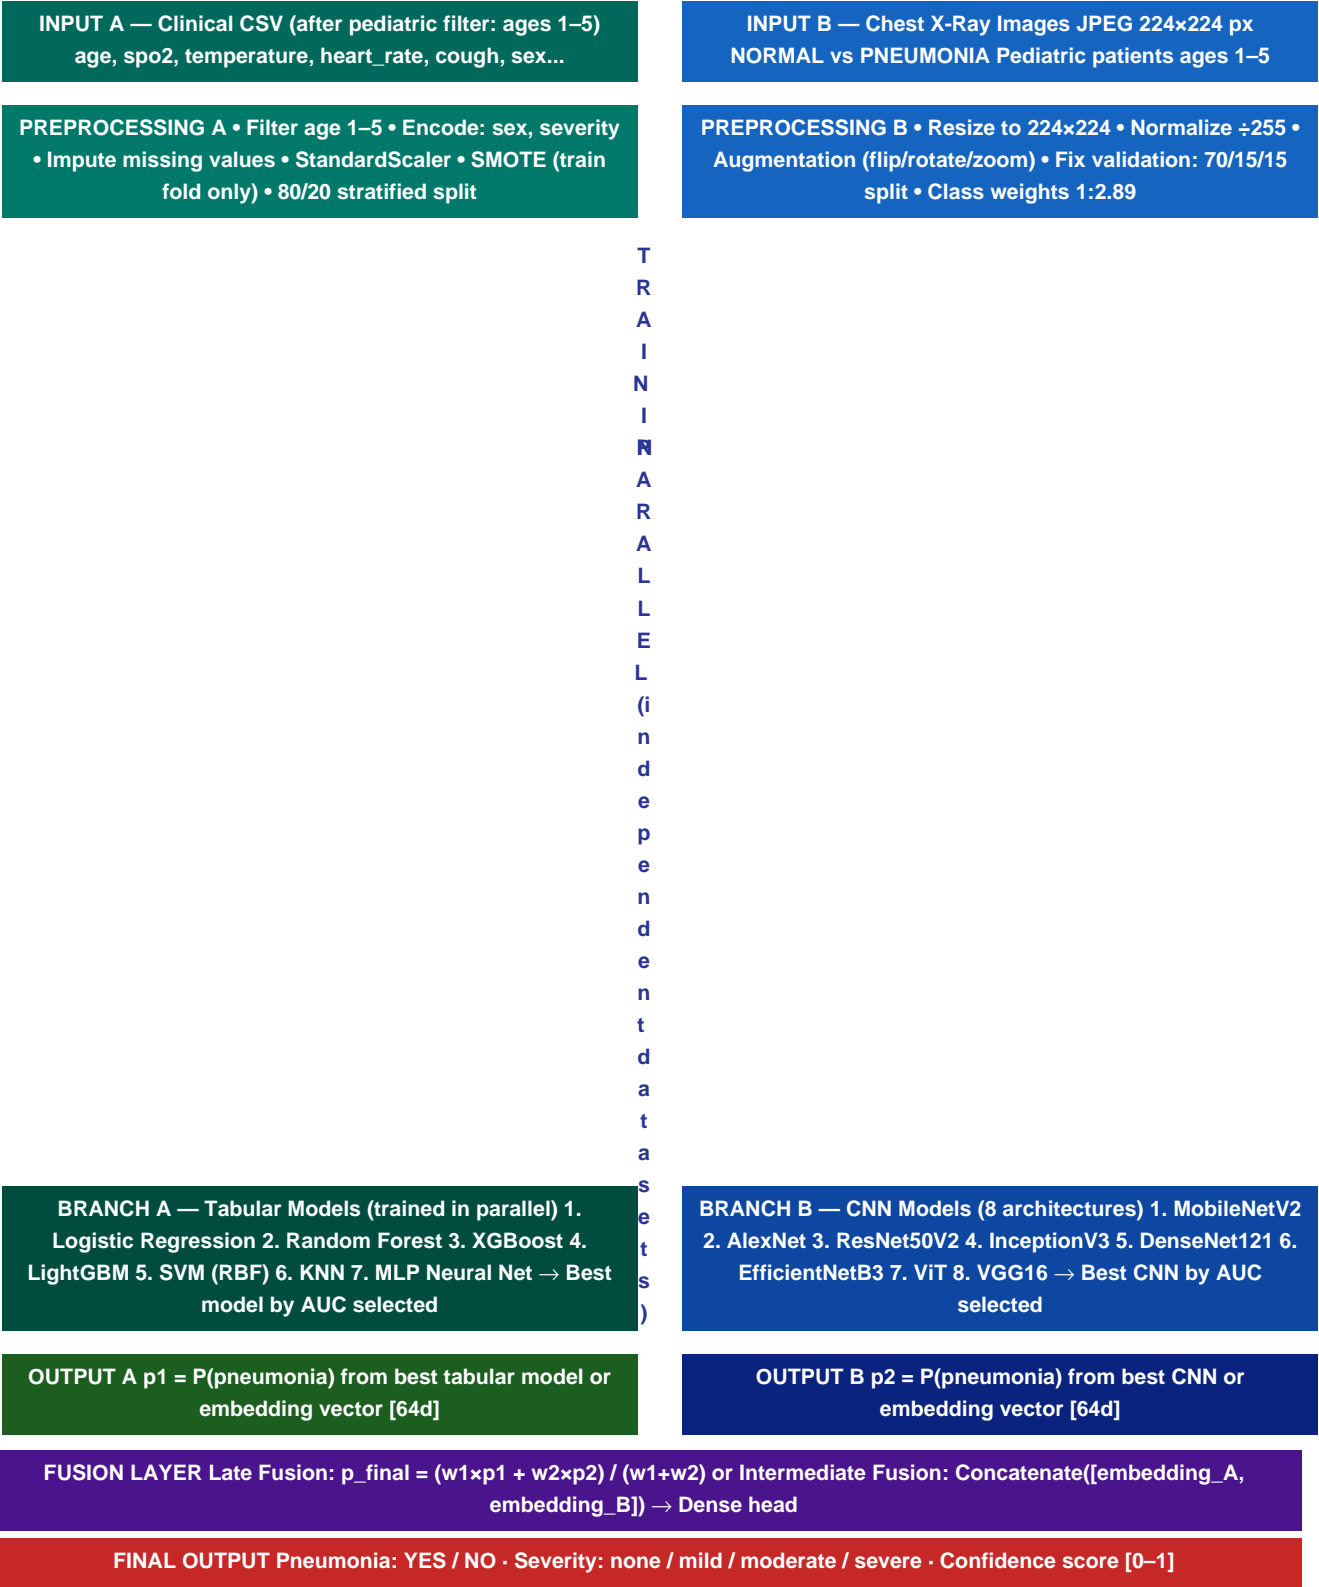 INPUT A — Clinical CSV (after pediatric filter: ages 1–5)
age, spo2, temperature, heart_rate, cough, sex...
INPUT B — Chest X-Ray Images JPEG 224×224 px
NORMAL vs PNEUMONIA Pediatric patients ages 1–5
PREPROCESSING A • Filter age 1–5 • Encode: sex, severity
• Impute missing values • StandardScaler • SMOTE (train
fold only) • 80/20 stratified split
PREPROCESSING B • Resize to 224×224 • Normalize ÷255 •
Augmentation (flip/rotate/zoom) • Fix validation: 70/15/15
split • Class weights 1:2.89
T
R
A
I
N
I
N
P
A
R
A
L
L
E
L
(i
n
d
e
p
e
n
d
e
n
t
d
a
t
a
s
e
t
s
)
BRANCH A — Tabular Models (trained in parallel) 1.
Logistic Regression 2. Random Forest 3. XGBoost 4.
LightGBM 5. SVM (RBF) 6. KNN 7. MLP Neural Net → Best
model by AUC selected
BRANCH B — CNN Models (8 architectures) 1. MobileNetV2
2. AlexNet 3. ResNet50V2 4. InceptionV3 5. DenseNet121 6.
EfficientNetB3 7. ViT 8. VGG16 → Best CNN by AUC
selected
OUTPUT A p1 = P(pneumonia) from best tabular model or
embedding vector [64d]
OUTPUT B p2 = P(pneumonia) from best CNN or
embedding vector [64d]
FUSION LAYER Late Fusion: p_final = (w1×p1 + w2×p2) / (w1+w2) or Intermediate Fusion: Concatenate([embedding_A,
embedding_B]) → Dense head
FINAL OUTPUT Pneumonia: YES / NO · Severity: none / mild / moderate / severe · Confidence score [0–1]